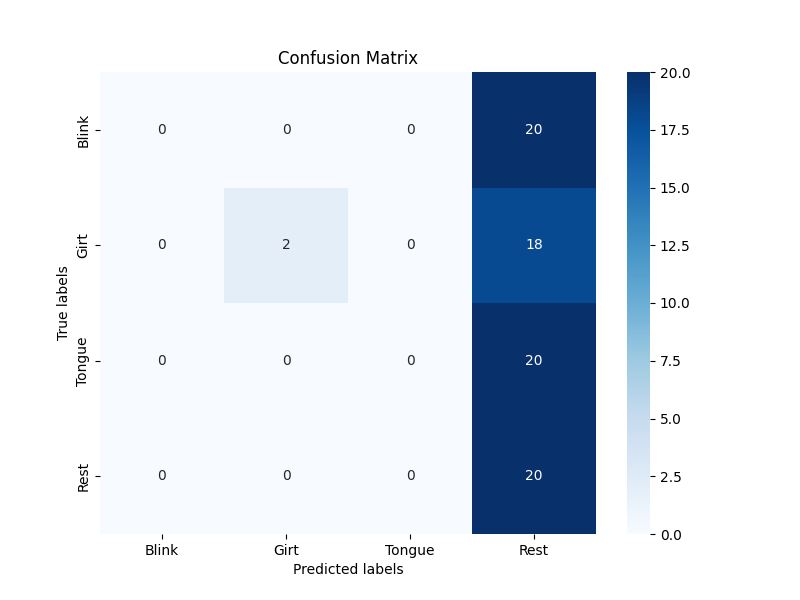 Confusion Matrix
True labels
Blink 0 0 0 20
Girt 0 2 0 18
Tongue 0 0 0 20
Rest 0 0 0 20
Blink Girt Tongue Rest
Predicted labels
20.0
17.5
15.0
12.5
10.0
7.5
5.0
2.5
0.0